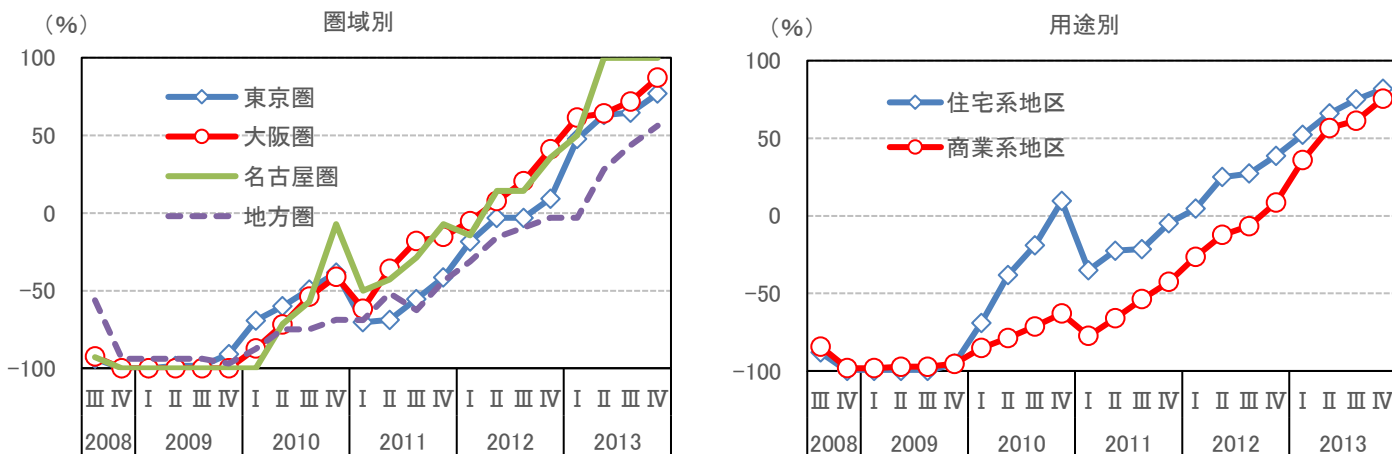 (%)
圏域別
100
50
0
-50
-100
東京圏
大阪圏
名古屋圏
地方圏
Ⅲ Ⅳ Ⅰ Ⅱ Ⅲ Ⅳ Ⅰ Ⅱ Ⅲ Ⅳ Ⅰ Ⅱ Ⅲ Ⅳ Ⅰ Ⅱ Ⅲ Ⅳ Ⅰ Ⅱ Ⅲ Ⅳ
2008 2009 2010 2011 2012 2013
(%)
用途別
100
50
0
-50
-100
住宅系地区
商業系地区
Ⅲ Ⅳ Ⅰ Ⅱ Ⅲ Ⅳ Ⅰ Ⅱ Ⅲ Ⅳ Ⅰ Ⅱ Ⅲ Ⅳ Ⅰ Ⅱ Ⅲ Ⅳ Ⅰ Ⅱ Ⅲ Ⅳ
2008 2009 2010 2011 2012 2013